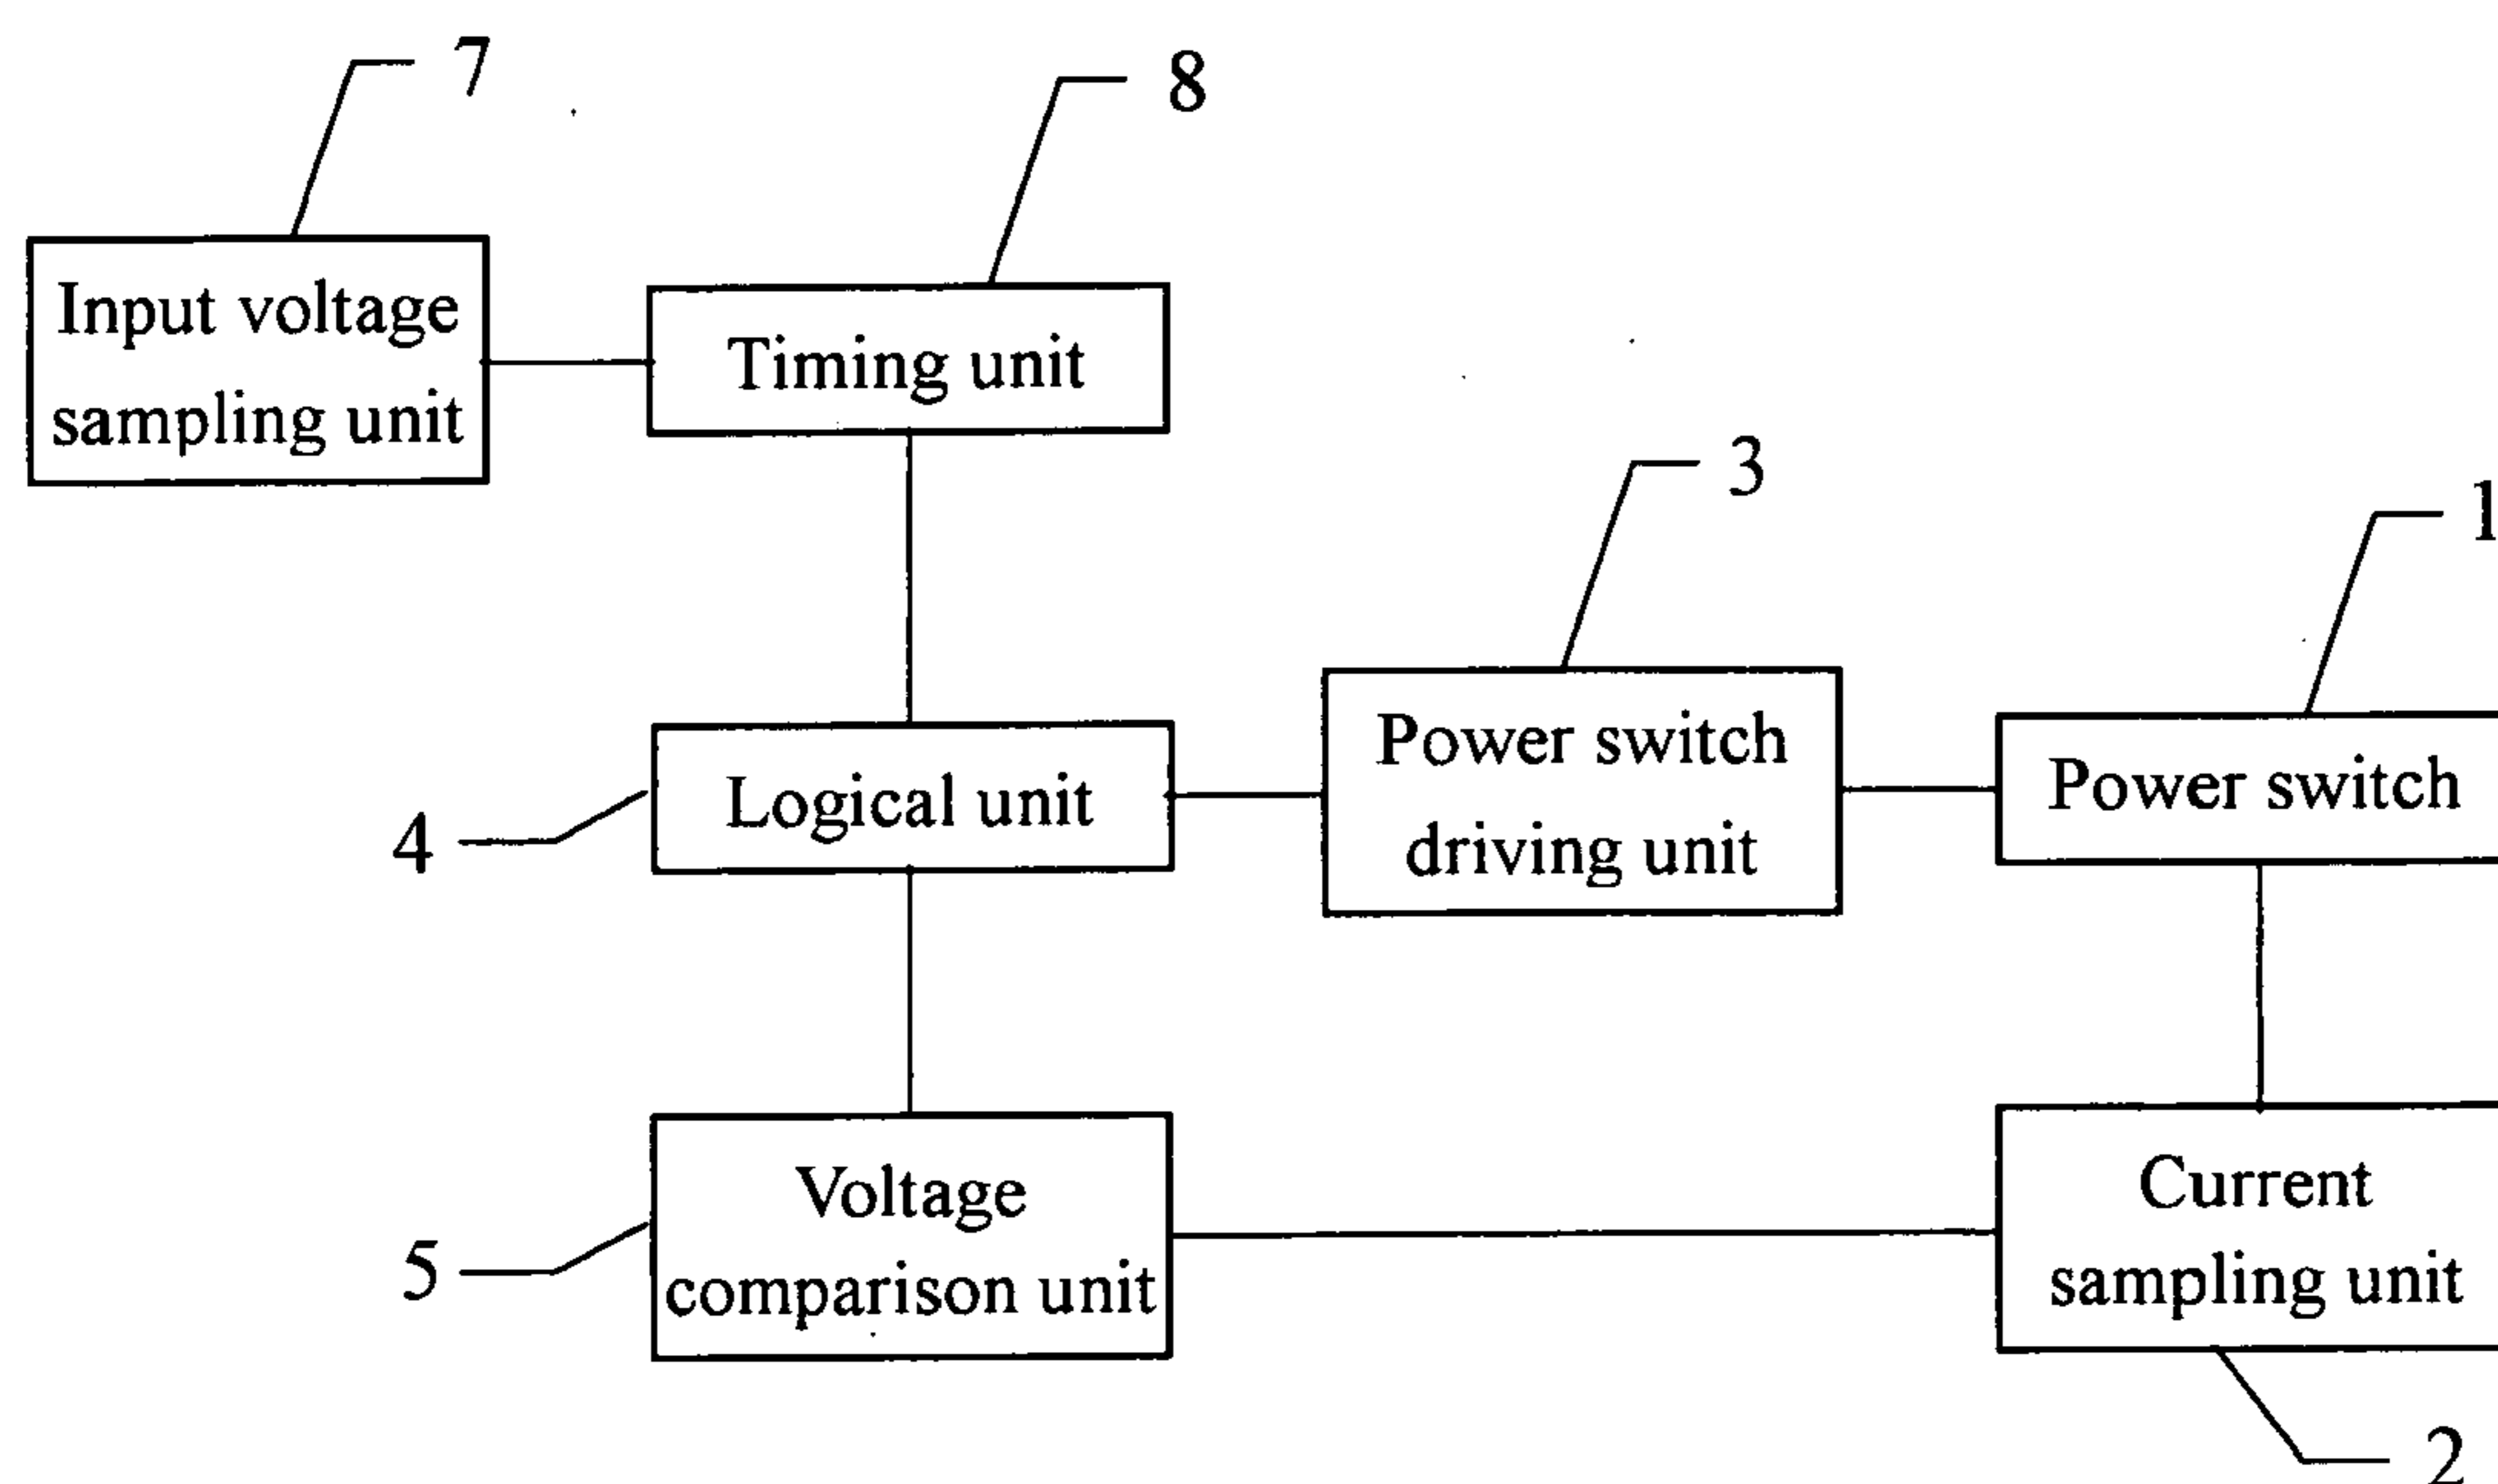 7
8
Input voltage
sampling unit
Timing unit
3
1
Power switch
driving unit
Power switch
Logical unit
4
Voltage
comparison unit
5
Current
sampling unit
2